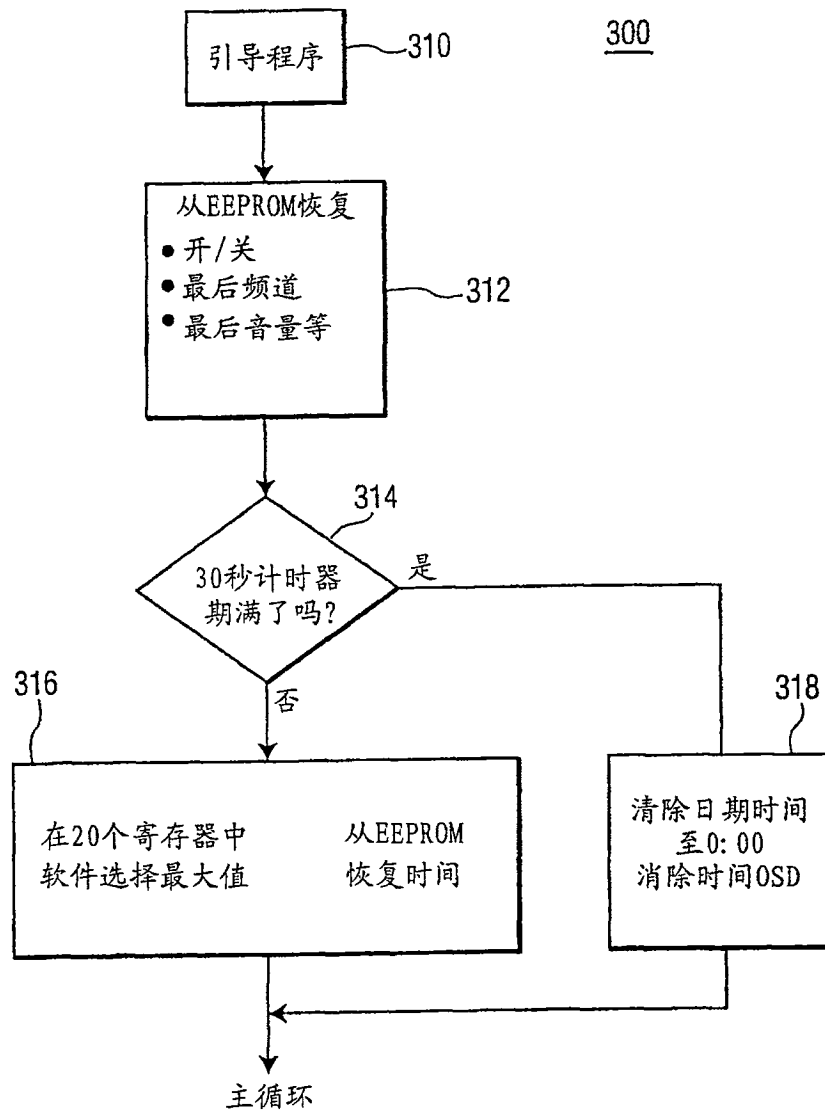 引导程序
310
300
从EEPROM恢复
● 开/关
● 最后频道
● 最后音量等
312
314
30秒计时器
期满了吗?
是
否
316
在20个寄存器中
软件选择最大值
从EEPROM
恢复时间
318
清除日期时间
至0:00
消除时间OSD
主循环